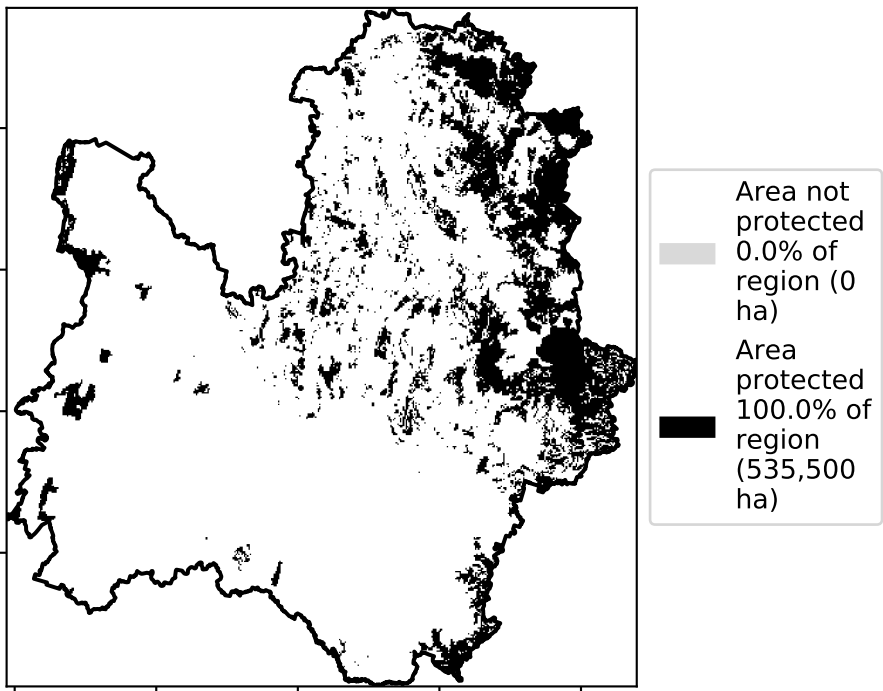 Area not
protected
0.0% of
region (0
ha)
Area
protected
100.0% of
region
(535,500
ha)